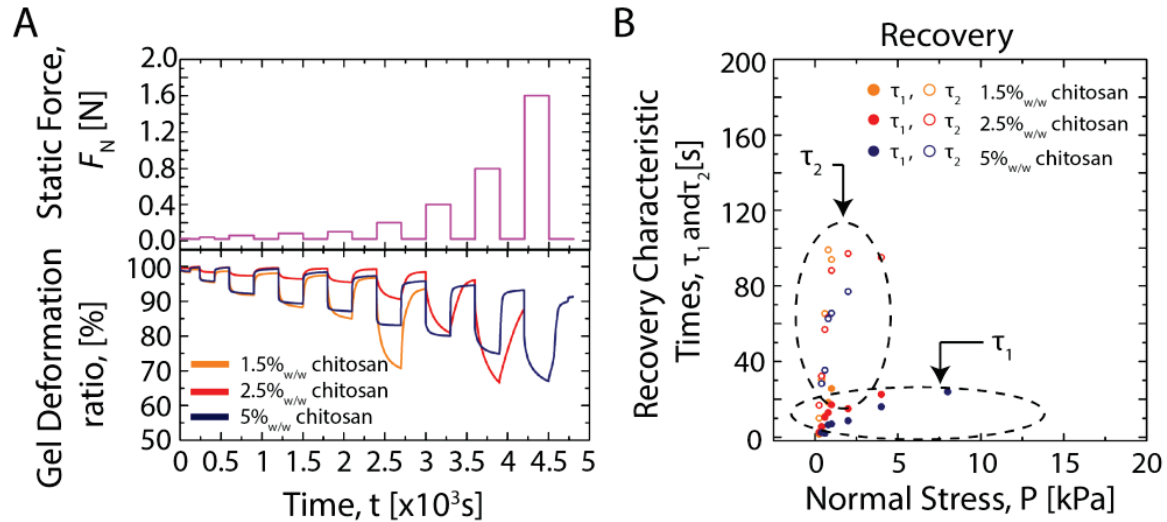 A
Static Force,
F_N [N]
2.0
1.6
1.2
0.8
0.4
0.0
Gel Deformation
ratio, [%]
100
90
80
70
60
50
1.5%w/w chitosan
2.5%w/w chitosan
5%w/w chitosan
0 0.5 1 1.5 2 2.5 3 3.5 4 4.5 5
Time, t [x10³s]
B
Recovery
Recovery Characteristic
Times, τ₁ andτ₂[s]
200
160
120
80
40
0
τ₁, τ₂ 1.5%w/w chitosan
τ₁, τ₂ 2.5%w/w chitosan
τ₁, τ₂ 5%w/w chitosan
τ₂
τ₁
0 5 10 15 20
Normal Stress, P [kPa]